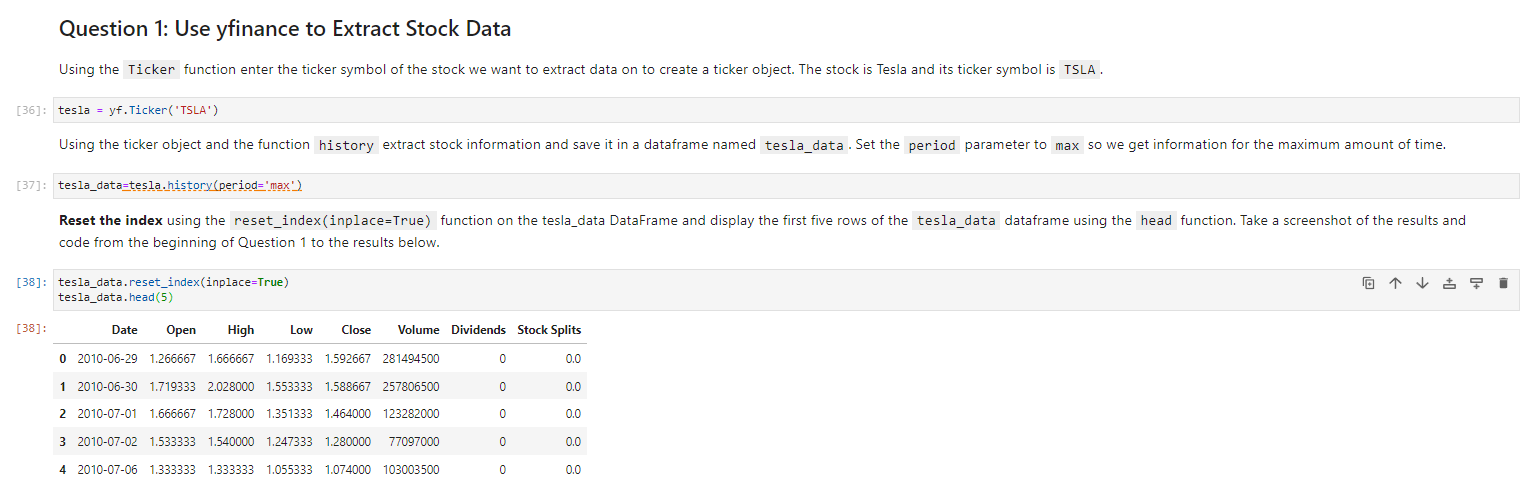 Question 1: Use yfinance to Extract Stock Data
Using the Ticker function enter the ticker symbol of the stock we want to extract data on to create a ticker object. The stock is Tesla and its ticker symbol is TSLA .
[36]: tesla = yf.Ticker('TSLA')
Using the ticker object and the function history extract stock information and save it in a dataframe named tesla_data . Set the period parameter to max so we get information for the maximum amount of time.
[37]: tesla_data=tesla.history(period='max')
Reset the index using the reset_index(inplace=True) function on the tesla_data DataFrame and display the first five rows of the tesla_data dataframe using the head function. Take a screenshot of the results and
code from the beginning of Question 1 to the results below.
[38]: tesla_data.reset_index(inplace=True)
tesla_data.head(5)
[38]: Date Open High Low Close Volume Dividends Stock Splits
0 2010-06-29 1.266667 1.666667 1.169333 1.592667 281494500 0 0.0
1 2010-06-30 1.719333 2.028000 1.553333 1.588667 257806500 0 0.0
2 2010-07-01 1.666667 1.728000 1.351333 1.464000 123282000 0 0.0
3 2010-07-02 1.533333 1.540000 1.247333 1.280000 77097000 0 0.0
4 2010-07-06 1.333333 1.333333 1.055333 1.074000 103003500 0 0.0